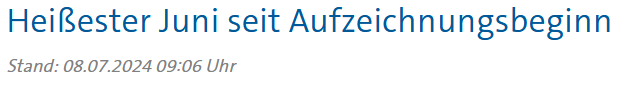 Heißester Juni seit Aufzeichnungsbeginn
Stand: 08.07.2024 09:06 Uhr